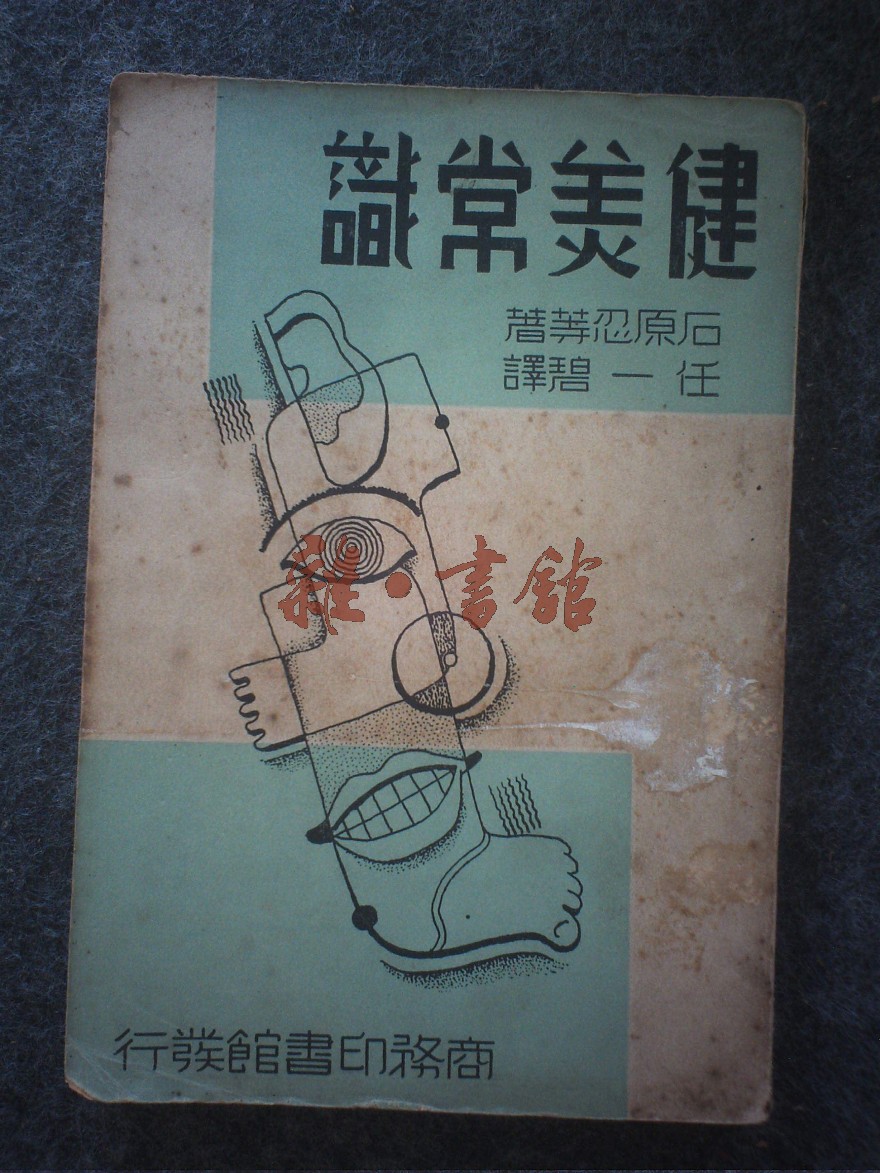 健美常識
石原忍等著
任一碧譯
雜·書館
商務印書館發行